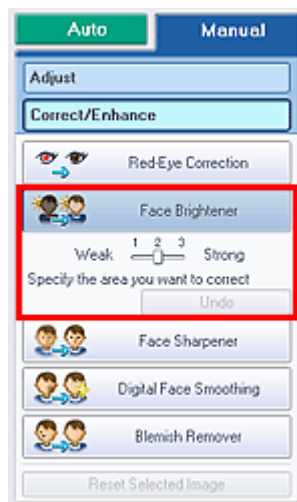 Auto Manual
Adjust
Correct/Enhance
Red-Eye Correction
Face Brightener
1 2 3
Weak Strong
Specify the area you want to correct
Undo
Face Sharpener
Digital Face Smoothing
Blemish Remover
Reset Selected Image